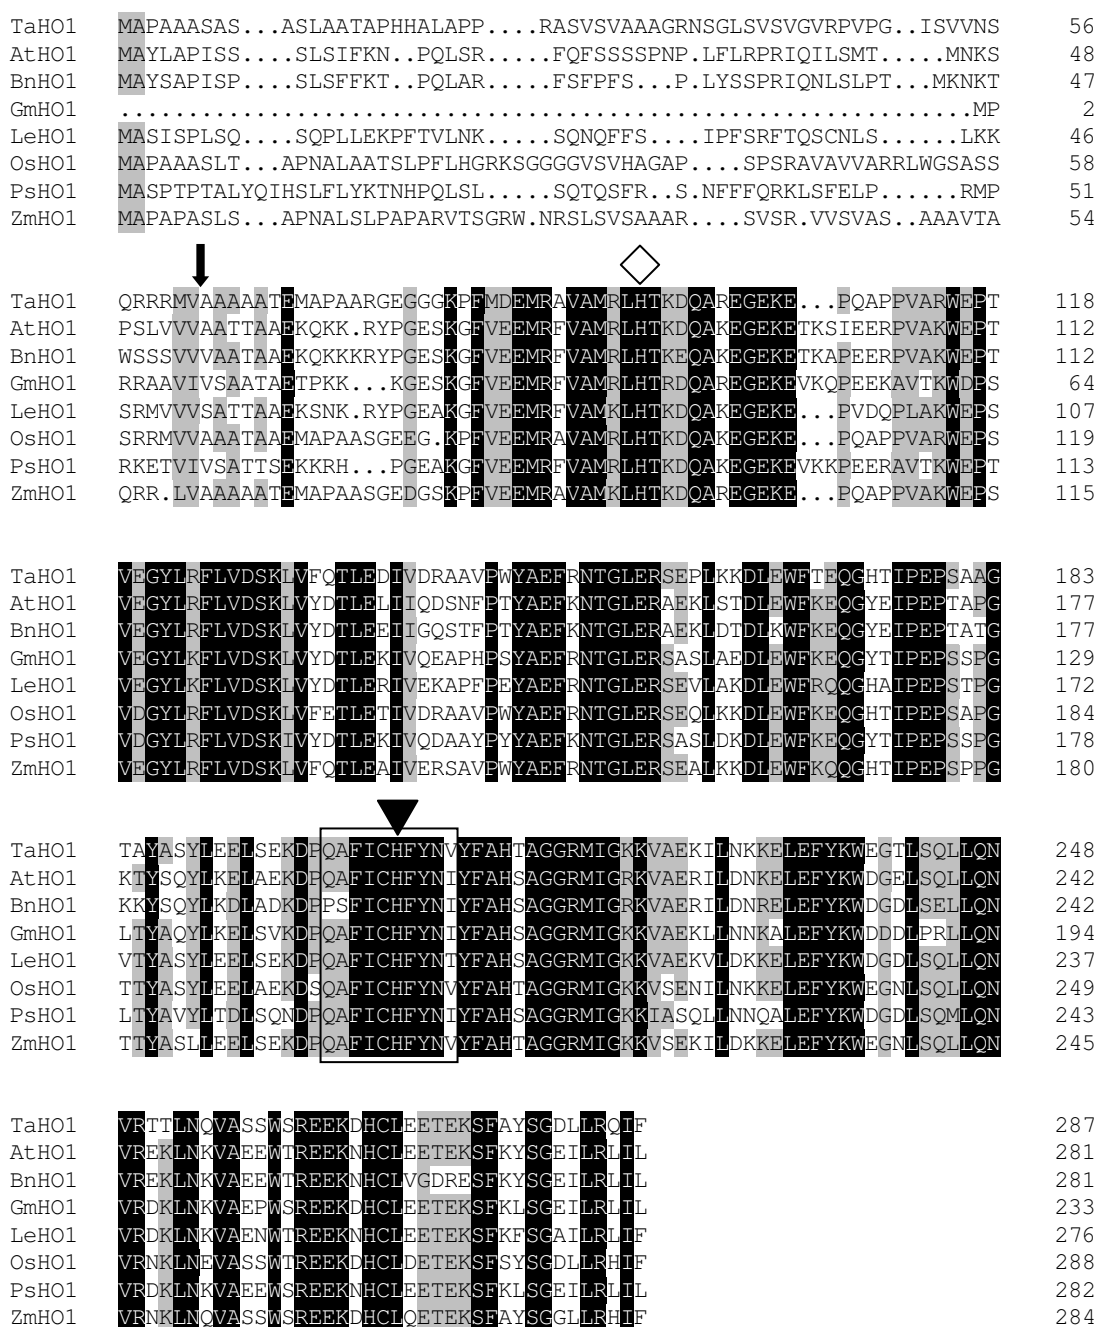 TaHO1 MAPAAASAS...ASLAATAPHHALAPP....RASVSVAAAGRNSGLSVSVGVRPVPG..ISVVNS 56
AtHO1 MAYLAPISS....SLSIFKN..PQLSR.....FQFSSSSPNP.LFLRPRIQILSMT....MNKS 48
BnHO1 MAYSAPISP....SLSFFKT..PQLAR.....FSFPFS...P.LYSSPRIQNLSLPT...MKNKT 47
GmHO1 ...............................................................MP 2
LeHO1 MASISPLSQ....SQPLLEKPFTVLNK.....SQNQFFS....IPFSRFTQSCNLS......LKK 46
OsHO1 MAPAAASLT....APNALAATSLPFLHGRKSGGGGVSVHAGAP....SPSRAVAVVARRLWGSASS 58
PsHO1 MASPTPTALYQIHSLFLYKTNHPQLSL.....SQTQSFR..S.NFFFQRKLSFELP.....RMP 51
ZmHO1 MAPAPASLS...APNALSLPAPARVTSGRW.NRSLSVSAAAR....SVSR.VVSVAS..AAAVTA 54
TaHO1 QRRRMVAAAAATEMAPAARGEGGGKPFMDEMRAVAMRLHTKDQAREGEKE...PQAPPVARWEPT 118
AtHO1 PSLVVVAATTAAEKQKK.RYPGESKGFVEEMRFVAMRLHTKDQAKEGEKETKSIEERPVAKWEPT 112
BnHO1 WSSSVVVAATAAEKQKKKRYPGESKGFVEEMRFVAMRLHTKEQAKEGEKETKAPEERPVAKWEPT 112
GmHO1 RRAAVIVSAATAETPKK...KGESKGFVEEMRFVAMRLHTRDQAREGEKEVKQPEEKAVTKWDPS 64
LeHO1 SRMVVVSATTAAEKSNK.RYPGEAKGFVEEMRFVAMKLHTKDQAKEGEKE...PVDQPLAKWEPS 107
OsHO1 SRRMVVAAATAAEMAPAASGEEG.KPFVEEMRAVAMRLHTKDQAKEGEKE...PQAPPVARWEPS 119
PsHO1 RKETVIVSATTSEKKRH...PGEAKGFVEEMRFVAMRLHTKDQAKEGEKEVKKPEERAVTKWEPT 113
ZmHO1 QRR.LVAAAAATEMAPAASGEDGSKPFVEEMRAVAMKLHTKDQAREGEKE...PQAPPVAKWEPS 115
TaHO1 VEGYLRFLVDSKLVFQTLEDIVDRAAVPWYAEFRNTGLERSEPLKKDLEWFTEQGHTIPEPSAAG 183
AtHO1 VEGYLRFLVDSKLVYDTLELIIQDSNFPTYAEFKNTGLERAEKLSTDLEWFKEQGYEIPEPTAPG 177
BnHO1 VEGYLRFLVDSKLVYDTLEEIIGQSTFPTYAEFKNTGLERAEKLDTDLKWFKEQGYEIPEPTATG 177
GmHO1 VEGYLKFLVDSKLVYDTLEKIVQEAPHPSYAEFRNTGLERSASLAEDLEWFKEQGYTIPEPSSPG 129
LeHO1 VEGYLKFLVDSKLVYDTLERIVEKAPFPEYAEFRNTGLERSEVLAKDLEWFRQQGHAIPEPSTPG 172
OsHO1 VDGYLRFLVDSKLVFETLETIVDRAAVPWYAEFRNTGLERSEQLKKDLEWFKEQGHTIPEPSAPG 184
PsHO1 VDGYLRFLVDSKLVYDTLEKIVQDAAYPYYAEFRNTGLERSASLDKDLEWFKEQGYTIPEPSSPG 178
ZmHO1 VEGYLRFLVDSKLVFQTLEAIVERSAVPWYAEFRNTGLERSEALKKDLEWFKQQGHTIPEPSPPG 180
TaHO1 TAYASYLEELSEKDPQAFICHFYNVYFAHTAGGRMIGKKVAEKILNKKELEFYKWEGTLSQLLQN 248
AtHO1 KTYSQYLKELAEKDPQAFICHFYNIYFAHSAGGRMIGRKVAERILDNKELEFYKWDGELSQLLQN 242
BnHO1 KKYSQYLKDLADKDPPSFICHFYNIYFAHSAGGRMIGRKVAERILDNRELEFYKWDGDLSELLQN 242
GmHO1 LTYAQYLKELSVKDPQAFICHFYNIYFAHSAGGRMIGKKVAEKLLNNKALEFYKWDDDLPRLLQN 194
LeHO1 VTYASYLEELSEKDPQAFICHFYNTYFAHSAGGRMIGKKVAEKVLDKKELEFYKWDGDLSQLLQN 237
OsHO1 TTYASYLEELAEKDSQAFICHFYNVYFAHTAGGRMIGKKVSENILNKKELEFYKWEGNLSQLLQN 249
PsHO1 LTYAVYLTDLSQNDPQAFICHFYNIYFAHSAGGRMIGKKIASQLLNNQALEFYKWDGDLSQMLQN 243
ZmHO1 TTYASLLEELSEKDPQAFICHFYNVYFAHTAGGRMIGKKVSEKILDKKELEFYKWEGNLSQLLQN 245
TaHO1 VRTTLNQVASSWSREEKDHCLEETEKSFAYSGDLLRQIF 287
AtHO1 VREKLNKVAEEWTREEKNHCLEETEKSFKYSGEILRLIL 281
BnHO1 VREKLNKVAEEWTREEKNHCLVGDRESFKYSGEILRLIL 281
GmHO1 VRDKLNKVAEPWSREEKDHCLEETEKSFKLSGEILRLIL 233
LeHO1 VRDKLNKVAENWTREEKNHCLEETEKSFKFSGAILRLIF 276
OsHO1 VRNKLNEVASSWTREEKDHCLDETEKSFSYSGDLLRHIF 288
PsHO1 VRDKLNKVAEEWSREEKNHCLEETEKSFKLSGEILRLIL 282
ZmHO1 VRNKLNQVASSWSREEKDHCLQETEKSFAYSGGLLRHIF 284